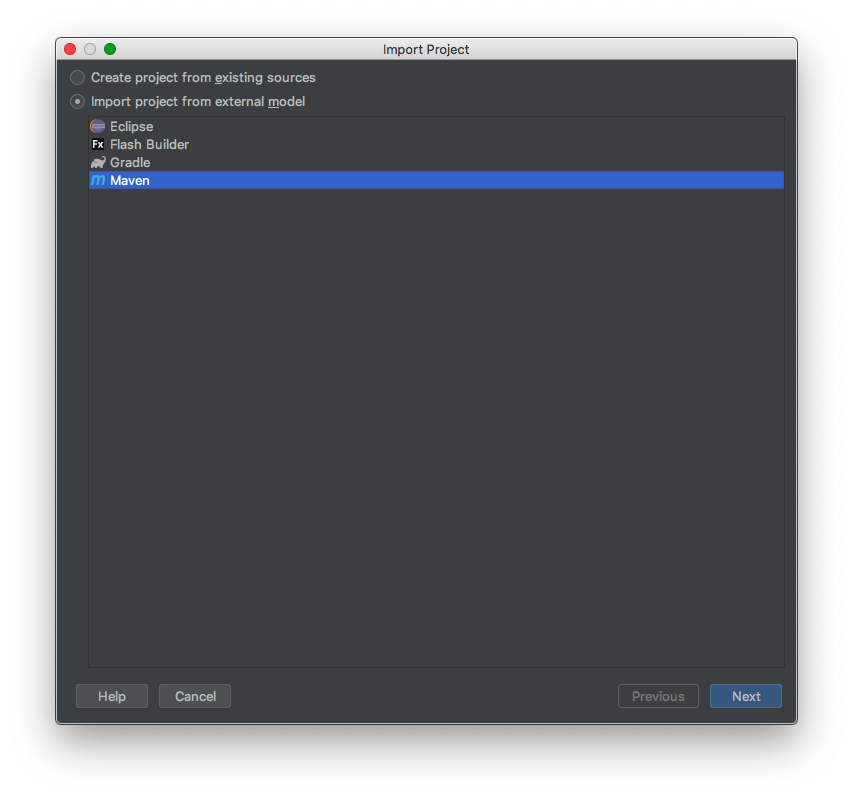 Import Project
Create project from existing sources
Import project from external model
Eclipse
Fx Flash Builder
Gradle
m Maven
Help Cancel Previous Next